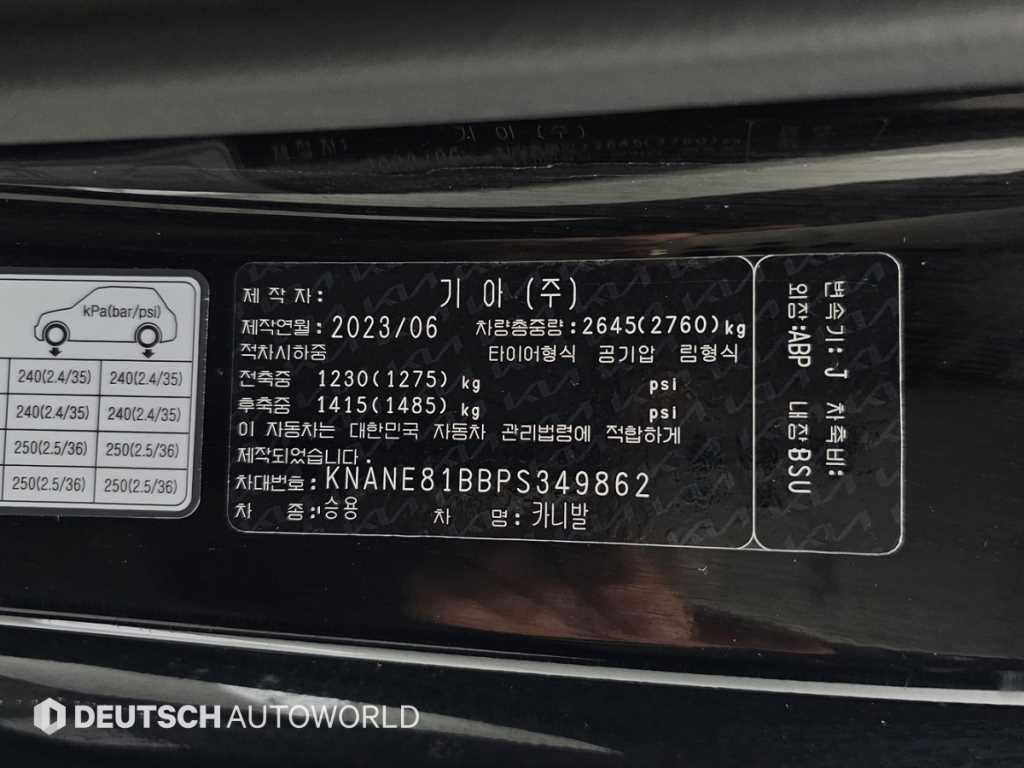 kPa(bar/psi)
240(2.4/35) 240(2.4/35)
240(2.4/35) 240(2.4/35)
250(2.5/36) 250(2.5/36)
250(2.5/36) 250(2.5/36)
제 작 자: 기 아 (주)
제작연월: 2023/06 차량총중량: 2645(2760)kg
적차시하중 타이어형식 공기압 림형식
전축중 1230(1275) kg psi
후축중 1415(1485) kg psi
이 자동차는 대한민국 자동차 관리법령에 적합하게
제작되었습니다.
차대번호: KNANE81BBPS349862
차 종: 승용 차 명: 카니발
변속기: J 차축비:
외장:ABP 내장BSU
DEUTSCH AUTOWORLD